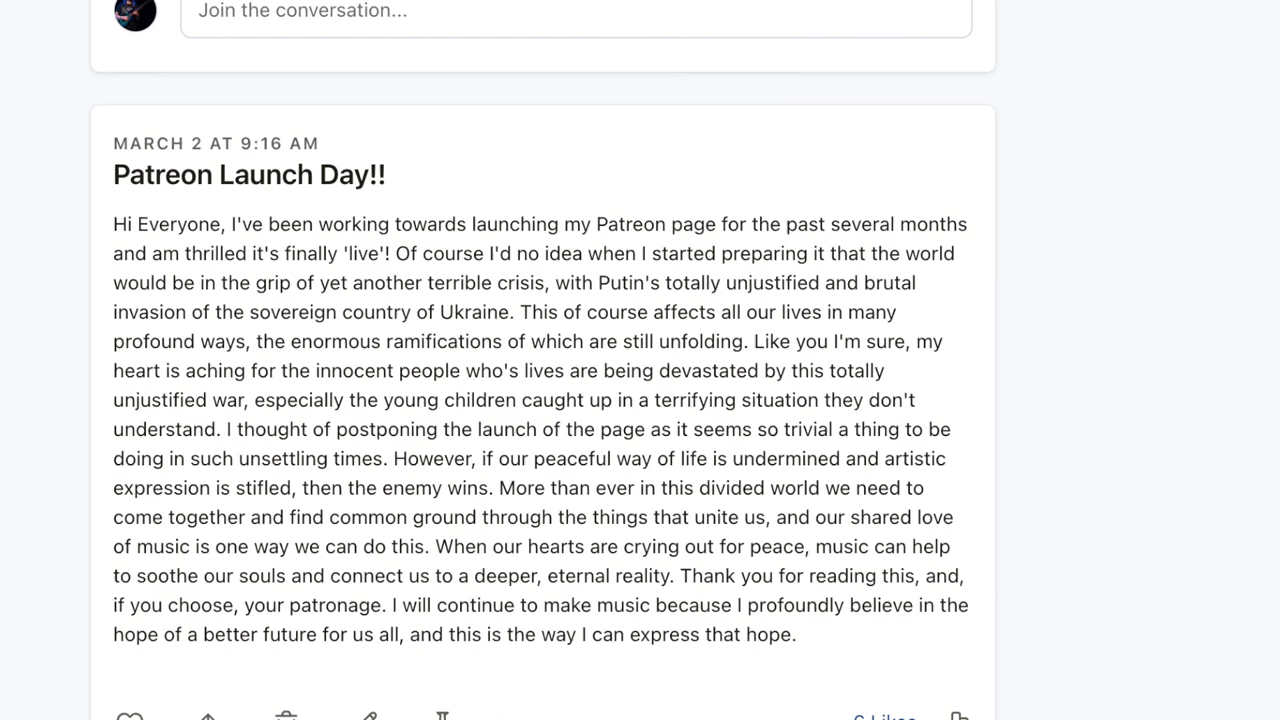 Join the conversation...
MARCH 2 AT 9:16 AM
Patreon Launch Day!!
Hi Everyone, I've been working towards launching my Patreon page for the past several months
and am thrilled it's finally 'live'! Of course I'd no idea when I started preparing it that the world
would be in the grip of yet another terrible crisis, with Putin's totally unjustified and brutal
invasion of the sovereign country of Ukraine. This of course affects all our lives in many
profound ways, the enormous ramifications of which are still unfolding. Like you I'm sure, my
heart is aching for the innocent people who's lives are being devastated by this totally
unjustified war, especially the young children caught up in a terrifying situation they don't
understand. I thought of postponing the launch of the page as it seems so trivial a thing to be
doing in such unsettling times. However, if our peaceful way of life is undermined and artistic
expression is stifled, then the enemy wins. More than ever in this divided world we need to
come together and find common ground through the things that unite us, and our shared love
of music is one way we can do this. When our hearts are crying out for peace, music can help
to soothe our souls and connect us to a deeper, eternal reality. Thank you for reading this, and,
if you choose, your patronage. I will continue to make music because I profoundly believe in the
hope of a better future for us all, and this is the way I can express that hope.
6 Likes